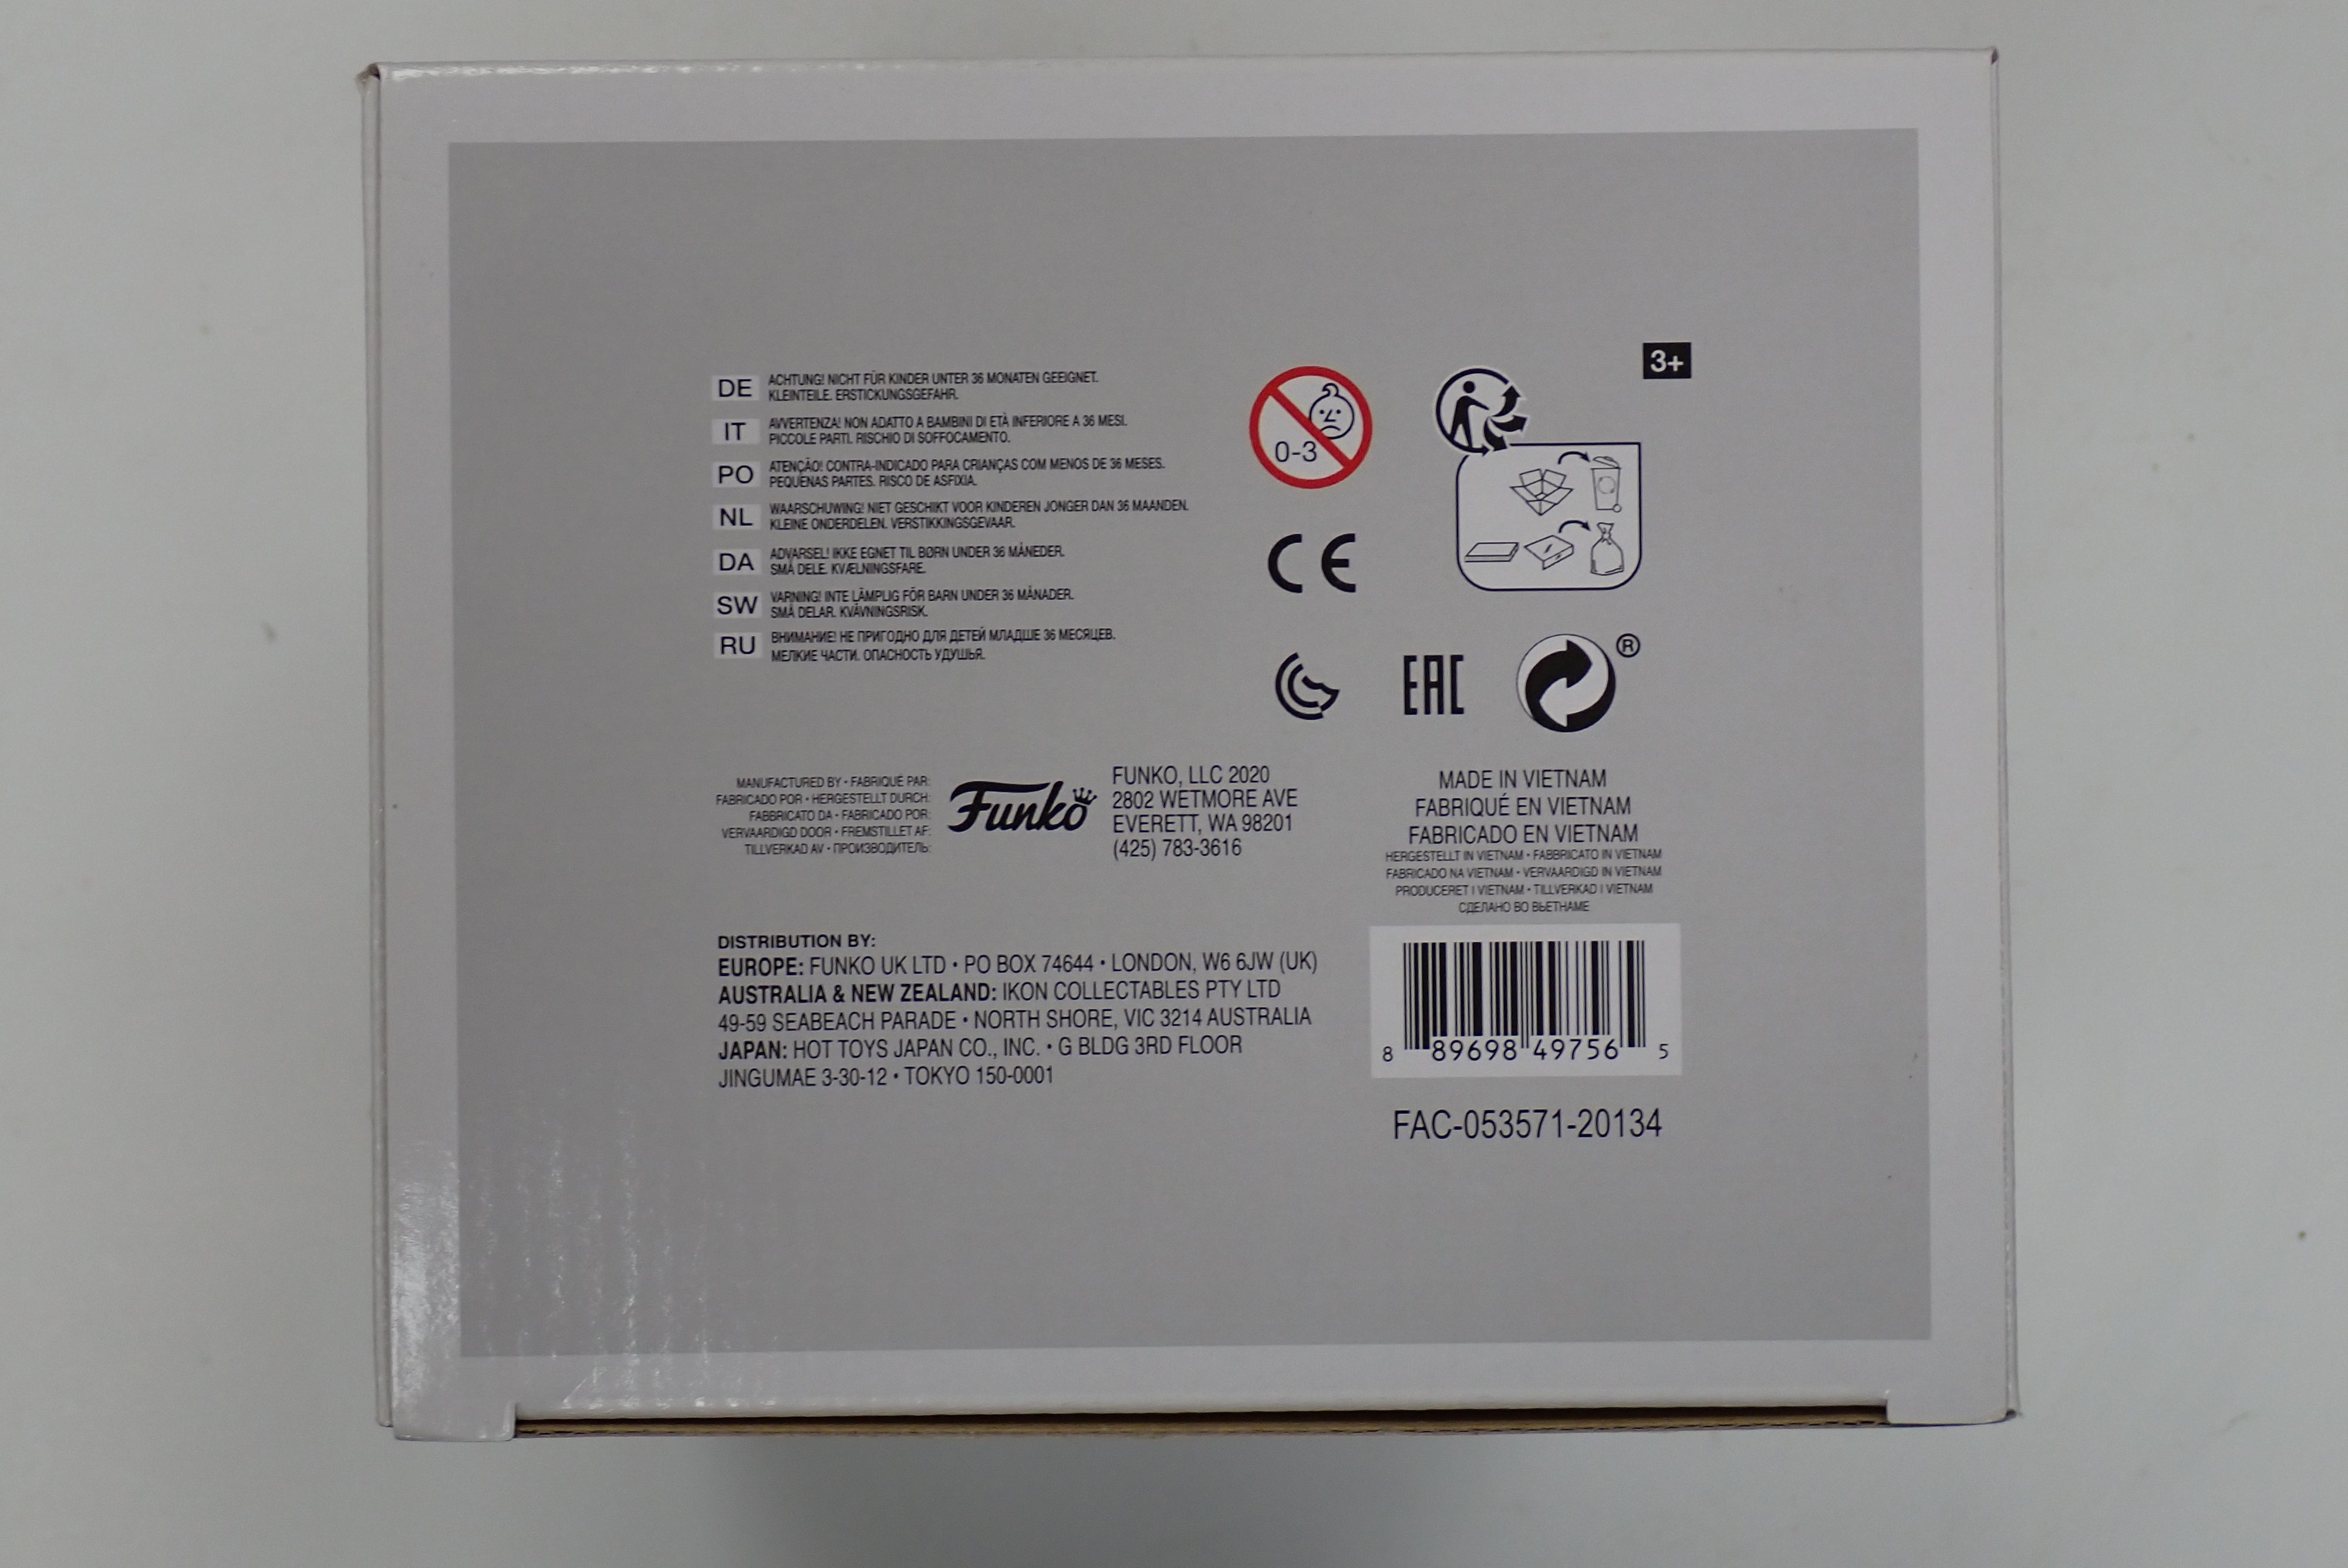 3+
DE ACHTUNG! NICHT FÜR KINDER UNTER 36 MONATEN GEEIGNET.
KLEINTEILE. ERSTICKUNGSGEFAHR.
IT AVVERTENZA! NON ADATTO A BAMBINI DI ETÀ INFERIORE A 36 MESI.
PICCOLE PARTI. RISCHIO DI SOFFOCAMENTO.
PO ATENÇÃO! CONTRA-INDICADO PARA CRIANÇAS COM MENOS DE 36 MESES.
PEQUENAS PARTES. RISCO DE ASFIXIA.
NL WAARSCHUWING! NIET GESCHIKT VOOR KINDEREN JONGER DAN 36 MAANDEN.
KLEINE ONDERDELEN. VERSTIKKINGSGEVAAR.
DA ADVARSEL! IKKE EGNET TIL BØRN UNDER 36 MÅNEDER.
SMÅ DELE. KVÆLNINGSFARE.
SW VARNING! INTE LÄMPLIG FÖR BARN UNDER 36 MÅNADER.
SMÅ DELAR. KVÄVNINGSRISK.
RU ВНИМАНИЕ! НЕ ПРИГОДНО ДЛЯ ДЕТЕЙ МЛАДШЕ 36 МЕСЯЦЕВ.
МЕЛКИЕ ЧАСТИ. ОПАСНОСТЬ УДУШЬЯ.
0-3
CE
EAC
®
MANUFACTURED BY • FABRIQUÉ PAR:
FABRICADO POR • HERGESTELLT DURCH:
FABBRICATO DA • FABRICADO POR:
VERVAARDIGD DOOR • FREMSTILLET AF:
TILLVERKAD AV • ПРОИЗВОДИТЕЛЬ:
Funko
FUNKO, LLC 2020
2802 WETMORE AVE
EVERETT, WA 98201
(425) 783-3616
MADE IN VIETNAM
FABRIQUÉ EN VIETNAM
FABRICADO EN VIETNAM
HERGESTELLT IN VIETNAM • FABBRICATO IN VIETNAM
FABRICADO NA VIETNAM • VERVAARDIGD IN VIETNAM
PRODUCERET I VIETNAM • TILLVERKAD I VIETNAM
СДЕЛАНО ВО ВЬЕТНАМЕ
DISTRIBUTION BY:
EUROPE: FUNKO UK LTD • PO BOX 74644 • LONDON, W6 6JW (UK)
AUSTRALIA & NEW ZEALAND: IKON COLLECTABLES PTY LTD
49-59 SEABEACH PARADE • NORTH SHORE, VIC 3214 AUSTRALIA
JAPAN: HOT TOYS JAPAN CO., INC. • G BLDG 3RD FLOOR
JINGUMAE 3-30-12 • TOKYO 150-0001
8 89698 49756 5
FAC-053571-20134